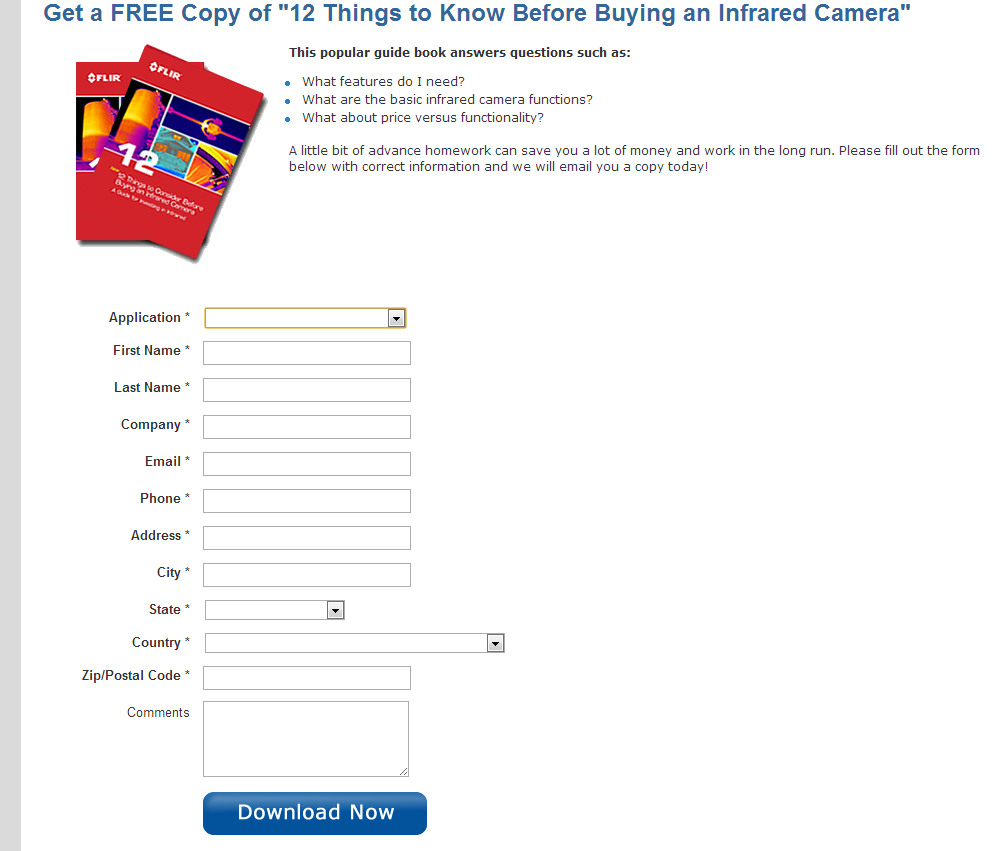 Get a FREE Copy of "12 Things to Know Before Buying an Infrared Camera"
FLIR
FLIR
12
12 Things to Consider Before
Buying an Infrared Camera
A Guide for Investing in Infrared
This popular guide book answers questions such as:
What features do I need?
What are the basic infrared camera functions?
What about price versus functionality?
A little bit of advance homework can save you a lot of money and work in the long run. Please fill out the form
below with correct information and we will email you a copy today!
Application *
First Name *
Last Name *
Company *
Email *
Phone *
Address *
City *
State *
Country *
Zip/Postal Code *
Comments
Download Now